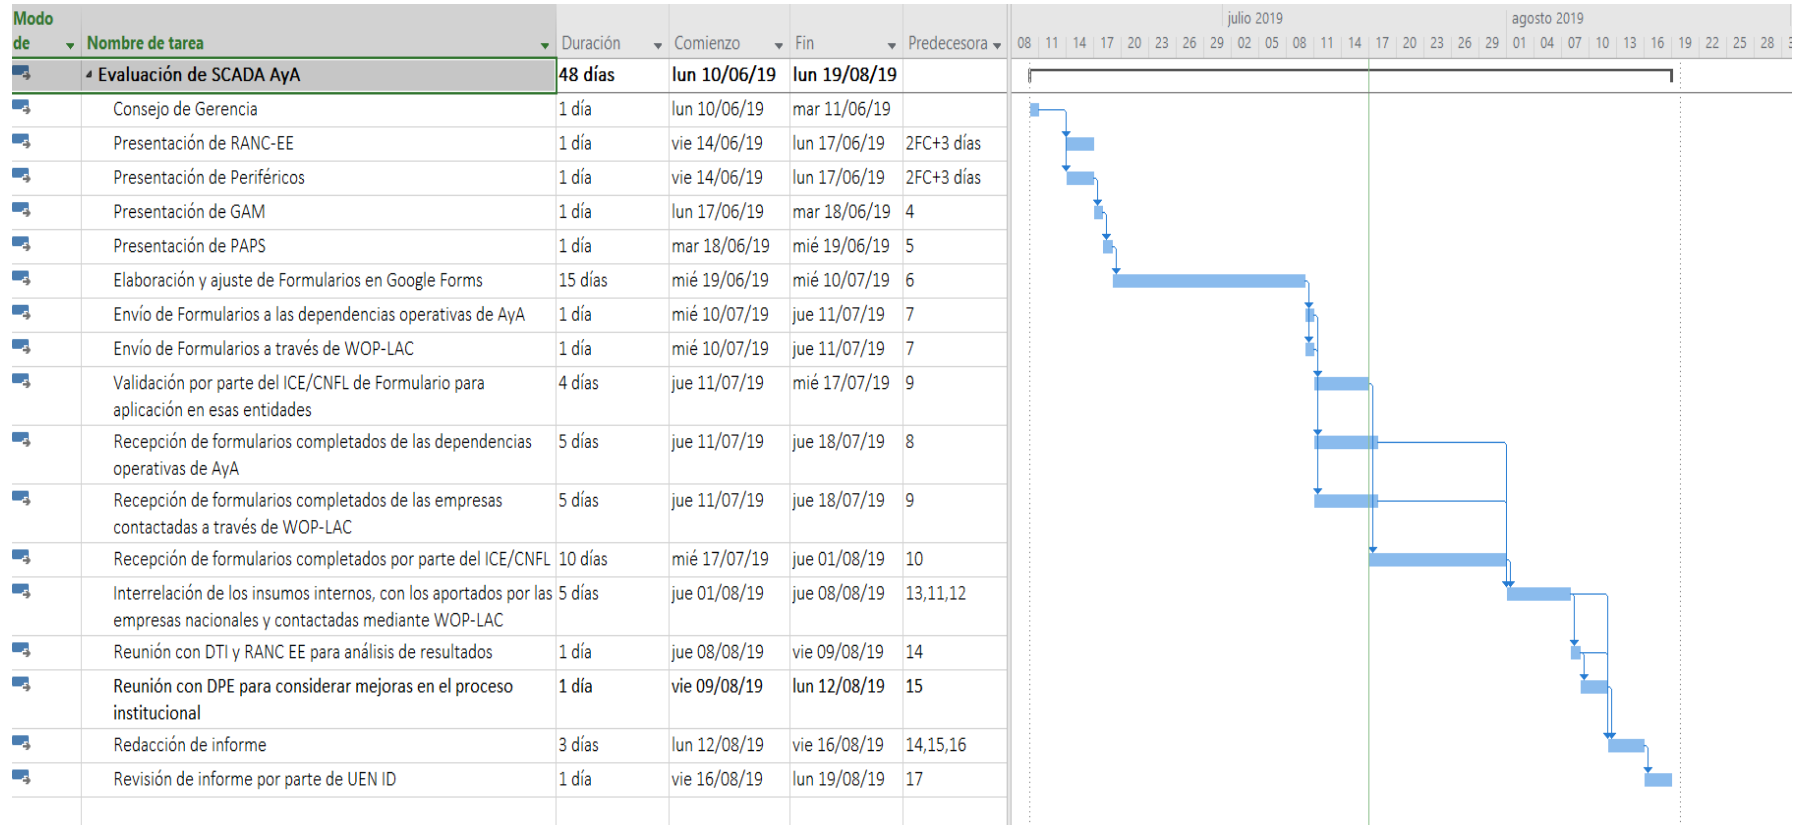 Modo de Nombre de tarea Duración Comienzo Fin Predecesora
julio 2019 agosto 2019
08 11 14 17 20 23 26 29 02 05 08 11 14 17 20 23 26 29 01 04 07 10 13 16 19 22 25 28
Evaluación de SCADA AyA 48 días lun 10/06/19 lun 19/08/19
Consejo de Gerencia 1 día lun 10/06/19 mar 11/06/19
Presentación de RANC-EE 1 día vie 14/06/19 lun 17/06/19 2FC+3 días
Presentación de Periféricos 1 día vie 14/06/19 lun 17/06/19 2FC+3 días
Presentación de GAM 1 día lun 17/06/19 mar 18/06/19 4
Presentación de PAPS 1 día mar 18/06/19 mié 19/06/19 5
Elaboración y ajuste de Formularios en Google Forms 15 días mié 19/06/19 mié 10/07/19 6
Envío de Formularios a las dependencias operativas de AyA 1 día mié 10/07/19 jue 11/07/19 7
Envío de Formularios a través de WOP-LAC 1 día mié 10/07/19 jue 11/07/19 7
Validación por parte del ICE/CNFL de Formulario para 4 días jue 11/07/19 mié 17/07/19 9
aplicación en esas entidades
Recepción de formularios completados de las dependencias 5 días jue 11/07/19 jue 18/07/19 8
operativas de AyA
Recepción de formularios completados de las empresas 5 días jue 11/07/19 jue 18/07/19 9
contactadas a través de WOP-LAC
Recepción de formularios completados por parte del ICE/CNFL 10 días mié 17/07/19 jue 01/08/19 10
Interrelación de los insumos internos, con los aportados por las 5 días jue 01/08/19 jue 08/08/19 13,11,12
empresas nacionales y contactadas mediante WOP-LAC
Reunión con DTI y RANC EE para análisis de resultados 1 día jue 08/08/19 vie 09/08/19 14
Reunión con DPE para considerar mejoras en el proceso 1 día vie 09/08/19 lun 12/08/19 15
institucional
Redacción de informe 3 días lun 12/08/19 vie 16/08/19 14,15,16
Revisión de informe por parte de UEN ID 1 día vie 16/08/19 lun 19/08/19 17